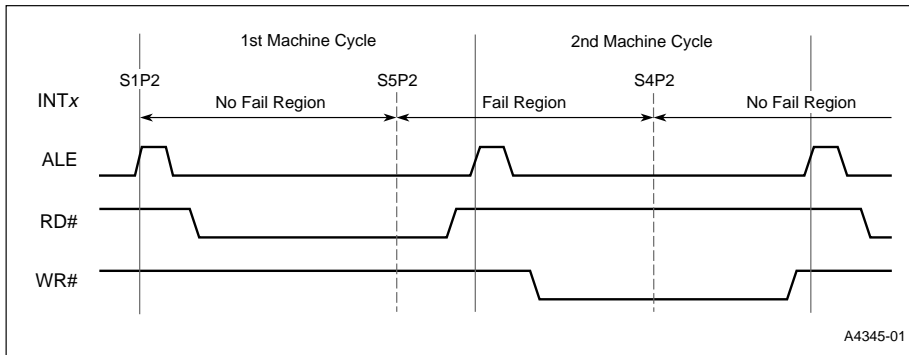 1st Machine Cycle 2nd Machine Cycle
S1P2 S5P2 S4P2
INTx No Fail Region Fail Region No Fail Region
ALE
RD#
WR#
A4345-01